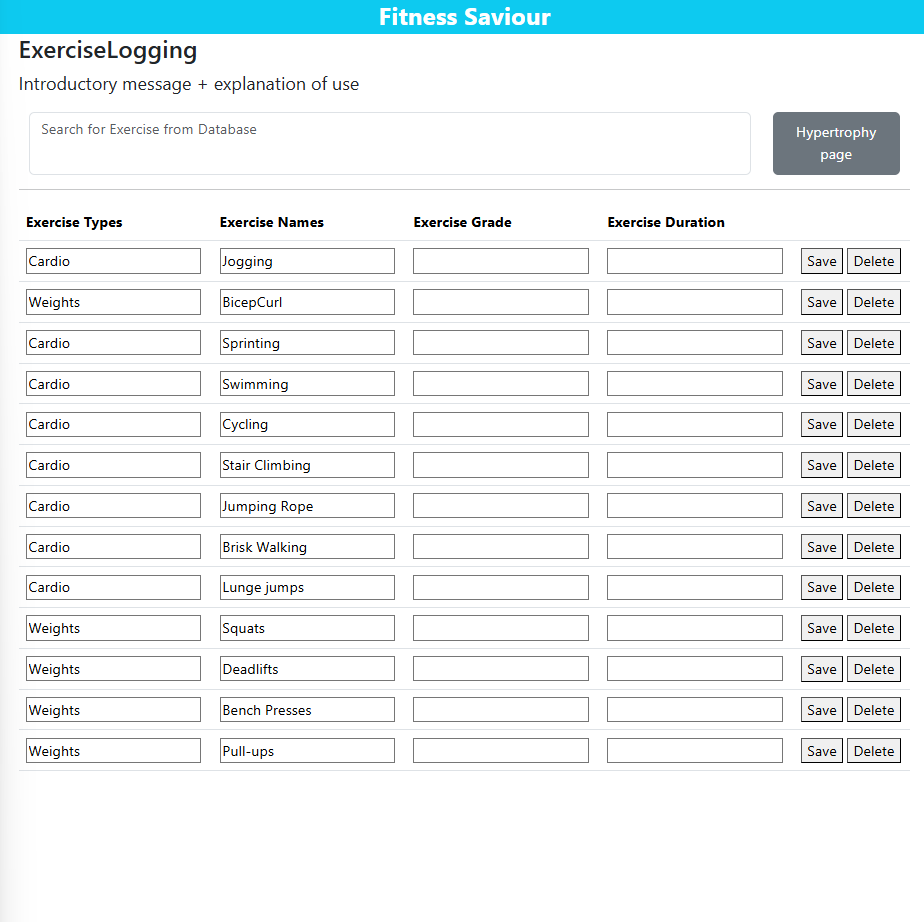 Fitness Saviour
ExerciseLogging
Introductory message + explanation of use
Search for Exercise from Database
Hypertrophy
page
Exercise Types Exercise Names Exercise Grade Exercise Duration
Cardio Jogging Save Delete
Weights BicepCurl Save Delete
Cardio Sprinting Save Delete
Cardio Swimming Save Delete
Cardio Cycling Save Delete
Cardio Stair Climbing Save Delete
Cardio Jumping Rope Save Delete
Cardio Brisk Walking Save Delete
Cardio Lunge jumps Save Delete
Weights Squats Save Delete
Weights Deadlifts Save Delete
Weights Bench Presses Save Delete
Weights Pull-ups Save Delete